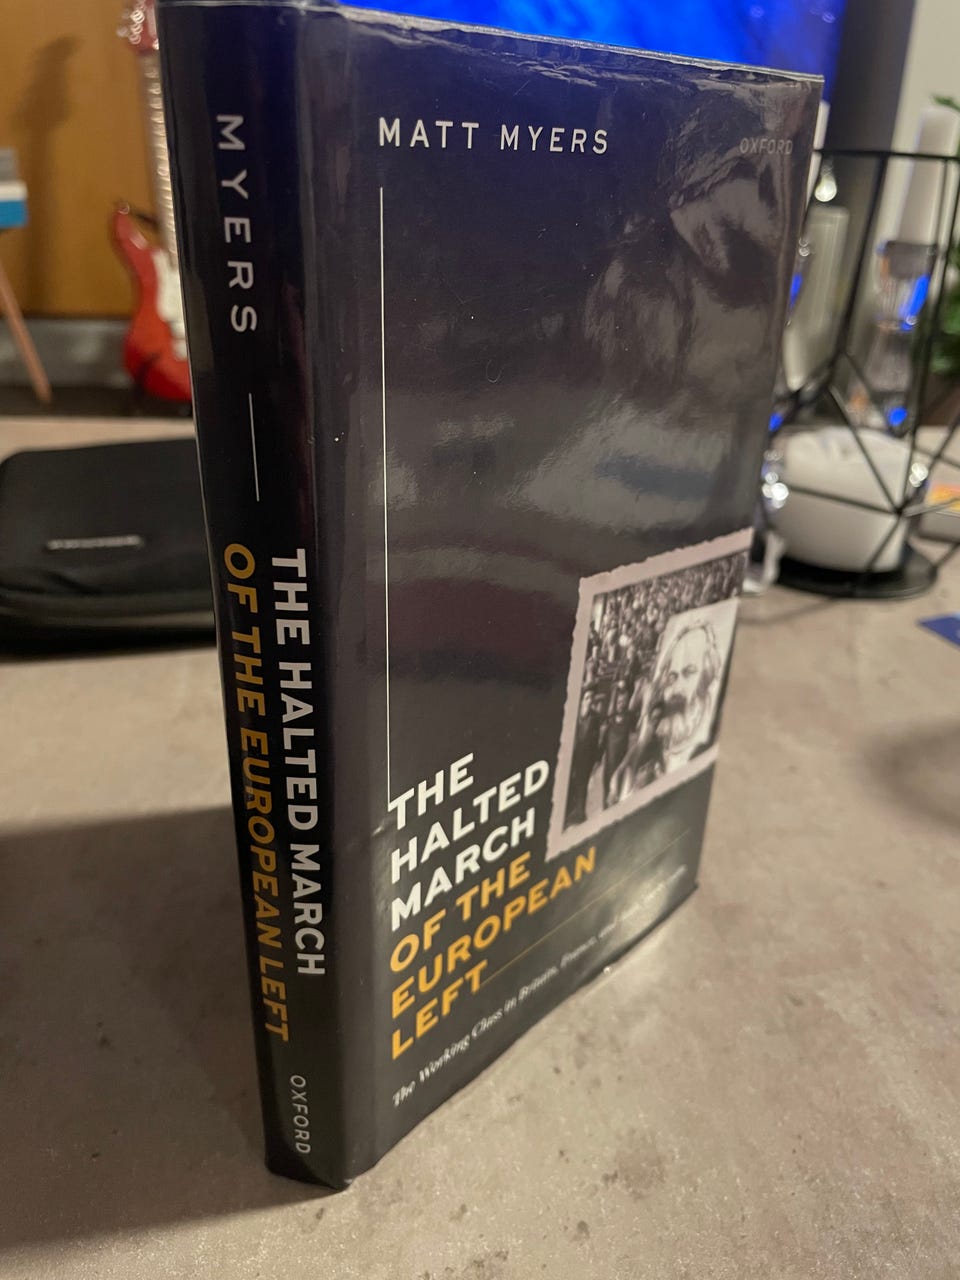 MYERS
THE HALTED MARCH
OF THE EUROPEAN LEFT
OXFORD
MATT MYERS
OXFORD
THE
HALTED
MARCH
OF THE
EUROPEAN
LEFT
The Working Class in Britain, France, and